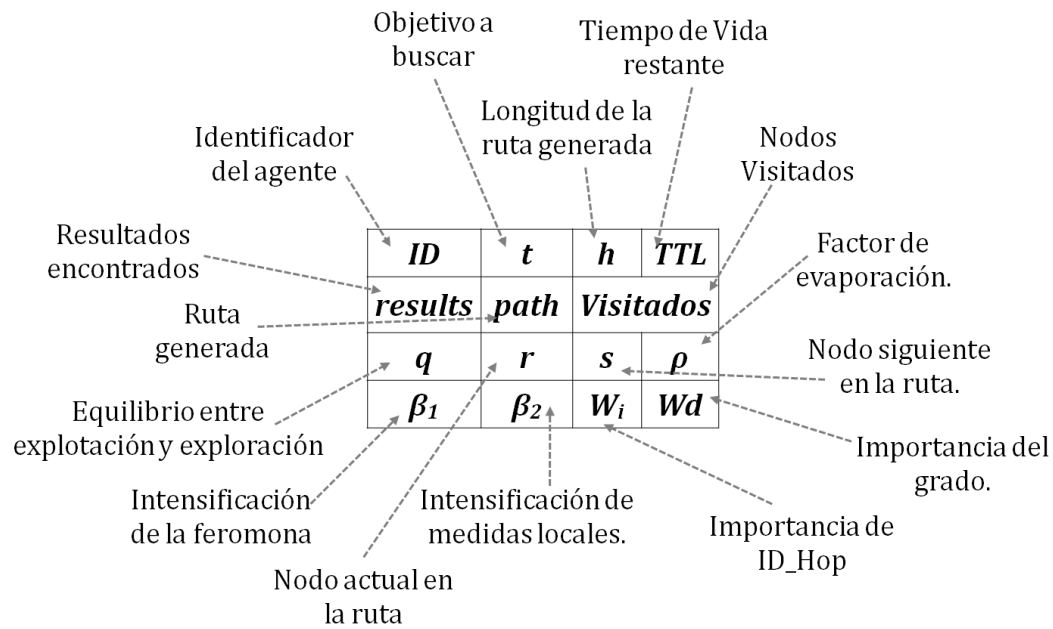 Objetivo a
buscar
Tiempo de Vida
restante
Longitud de la
ruta generada
Identificador
del agente
Nodos
Visitados
Resultados
encontrados
Factor de
evaporación.
ID t h TTL
results path Visitados
q r s ρ
β1 β2 Wi Wd
Ruta
generada
Nodo siguiente
en la ruta.
Equilibrio entre
explotación y exploración
Importancia del
grado.
Intensificación
de la feromona
Intensificación de
medidas locales.
Importancia de
ID_Hop
Nodo actual en
la ruta